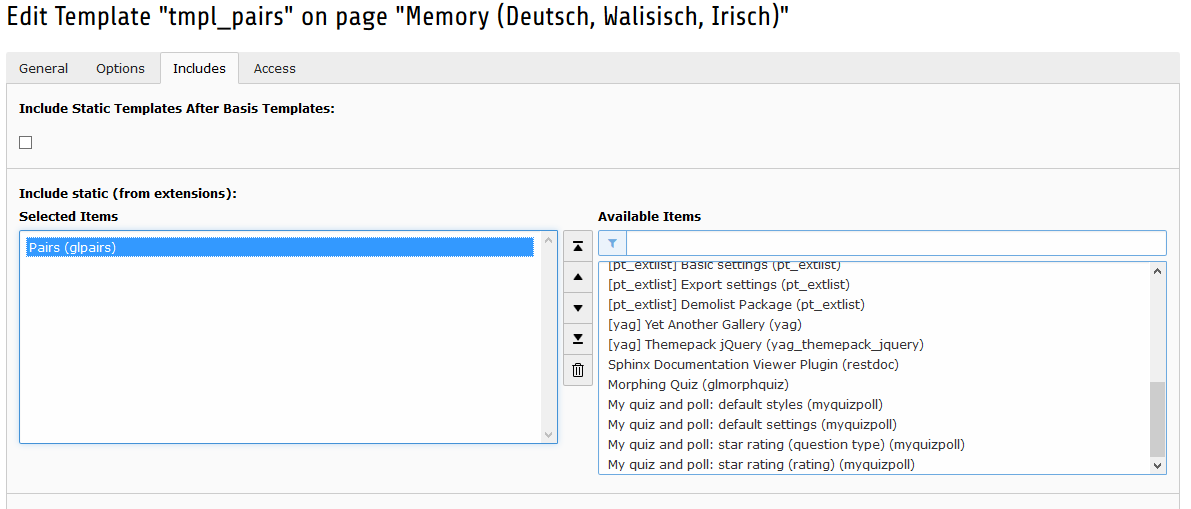 Edit Template "tmpl_pairs" on page "Memory (Deutsch, Walisisch, Irisch)"
General Options Includes Access
Include Static Templates After Basis Templates:
Include static (from extensions):
Selected Items
Available Items
Pairs (glpairs)
[pt_extlist] Basic settings (pt_extlist)
[pt_extlist] Export settings (pt_extlist)
[pt_extlist] Demolist Package (pt_extlist)
[yag] Yet Another Gallery (yag)
[yag] Themepack jQuery (yag_themepack_jquery)
Sphinx Documentation Viewer Plugin (restdoc)
Morphing Quiz (glmorphquiz)
My quiz and poll: default styles (myquizpoll)
My quiz and poll: default settings (myquizpoll)
My quiz and poll: star rating (question type) (myquizpoll)
My quiz and poll: star rating (rating) (myquizpoll)